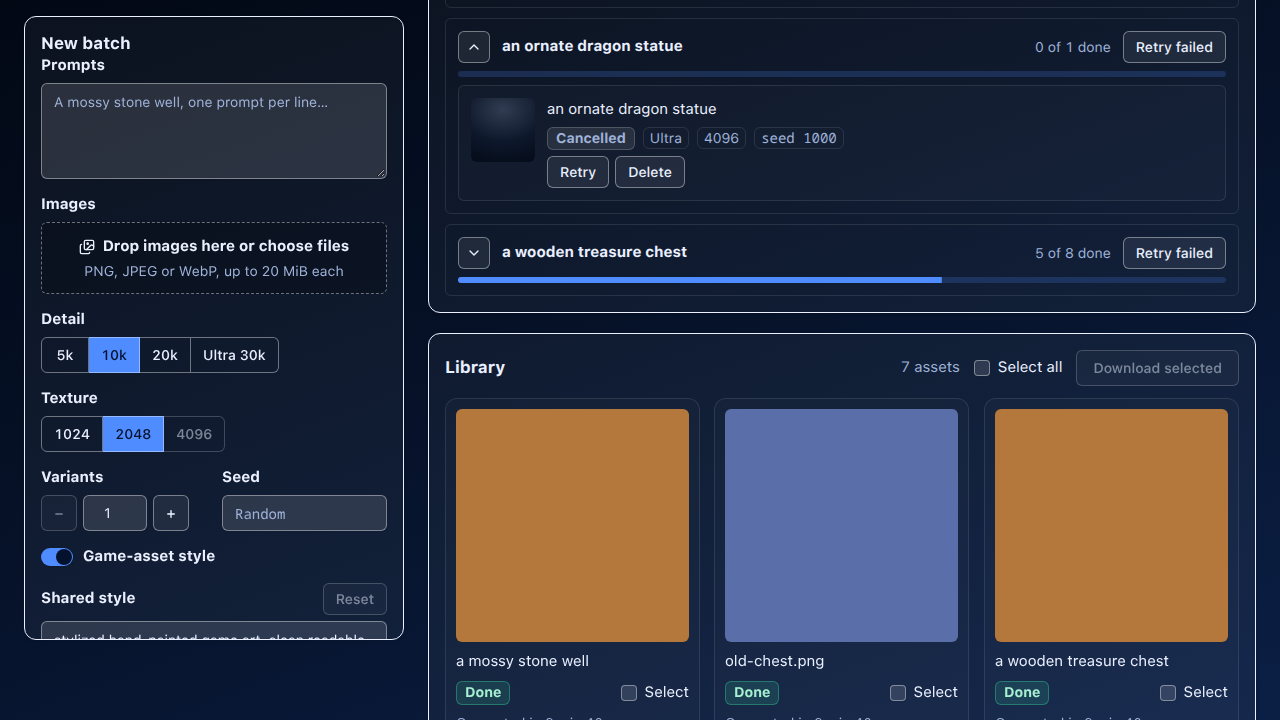 New batch
Prompts
A mossy stone well, one prompt per line...
Images
Drop images here or choose files
PNG, JPEG or WebP, up to 20 MiB each
Detail
5k 10k 20k Ultra 30k
Texture
1024 2048 4096
Variants Seed
− 1 + Random
Game-asset style
Shared style Reset
an ornate dragon statue 0 of 1 done Retry failed
an ornate dragon statue
Cancelled Ultra 4096 seed 1000
Retry Delete
a wooden treasure chest 5 of 8 done Retry failed
Library 7 assets Select all Download selected
a mossy stone well
Done Select
old-chest.png
Done Select
a wooden treasure chest
Done Select